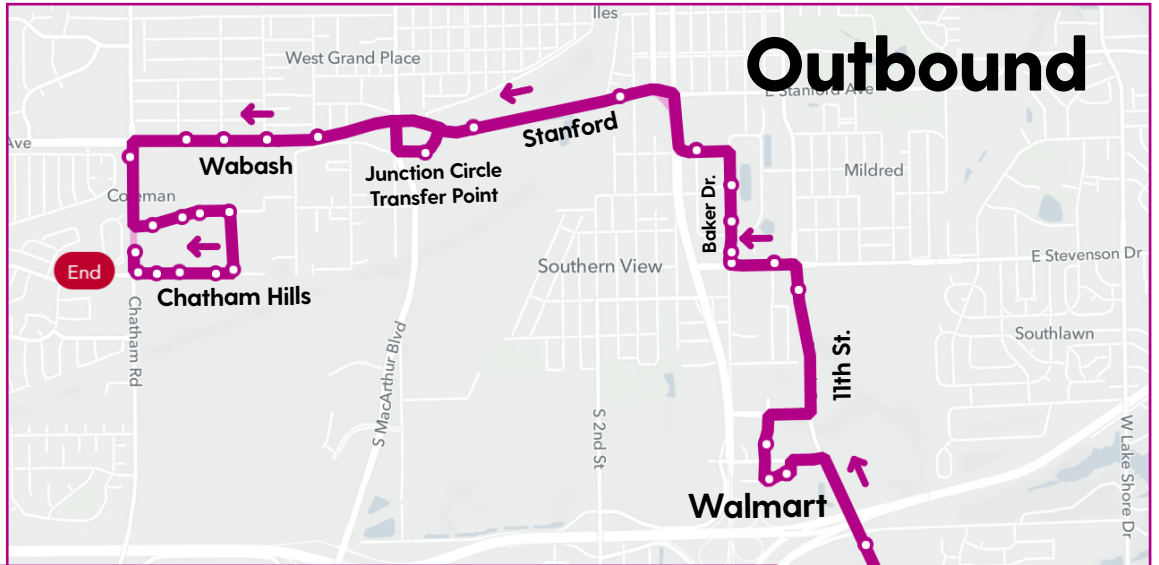 Iles
Outbound
West Grand Place
E Stanford Ave
Stanford
Ave
Wabash
Junction Circle
Transfer Point
Mildred
Coleman
Baker Dr.
E Stevenson Dr
Southern View
End
Chatham Hills
Chatham Rd
S MacArthur Blvd
11th St.
Southlawn
S 2nd St
W Lake Shore Dr
Walmart